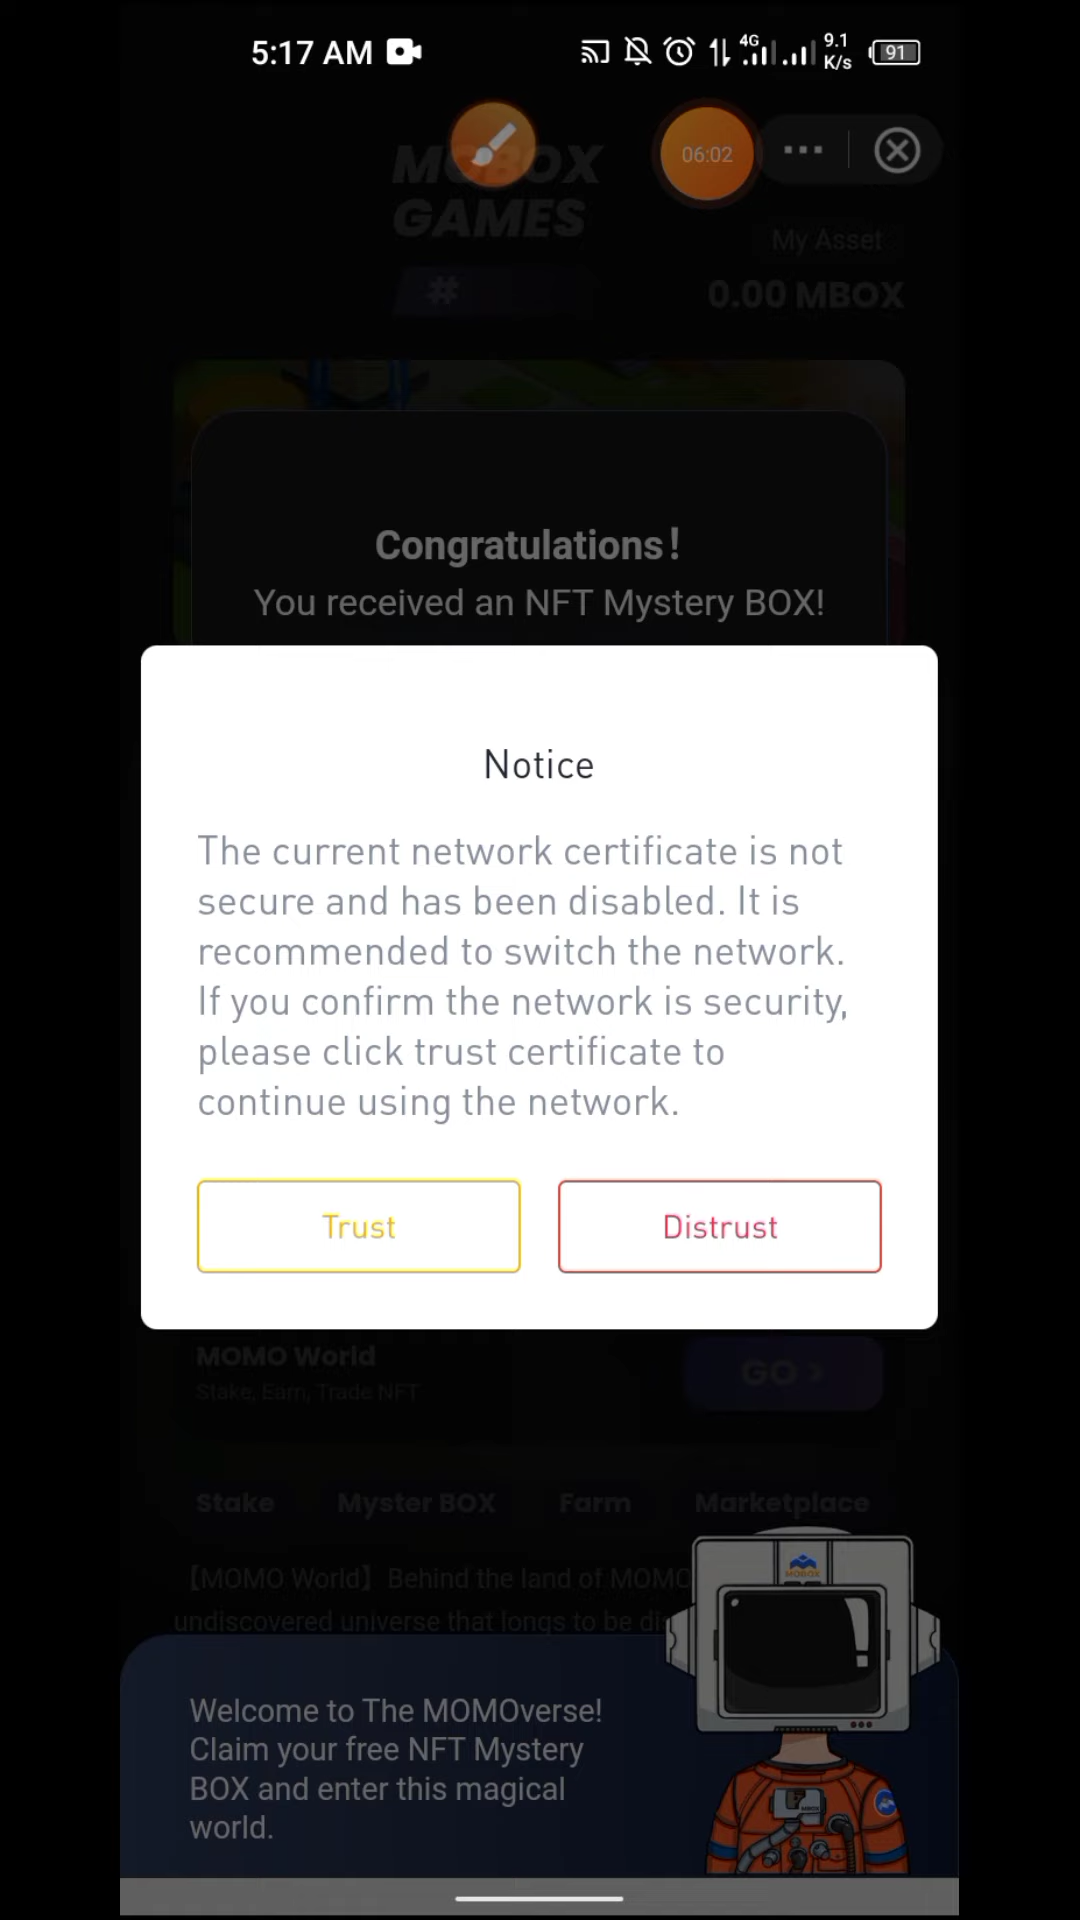 5:17 AM
4G
9.1
K/s
91
MOBOX
GAMES
06:02
My Asset
#
0.00 MBOX
Congratulations!
You received an NFT Mystery BOX!
Notice
The current network certificate is not
secure and has been disabled. It is
recommended to switch the network.
If you confirm the network is security,
please click trust certificate to
continue using the network.
Trust
Distrust
MOMO World
Stake, Earn, Trade NFT
GO >
Stake
Myster BOX
Farm
Marketplace
【MOMO World】Behind the land of MOMO
undiscovered universe that longs to be
MOBOX
Welcome to The MOMOverse!
Claim your free NFT Mystery
BOX and enter this magical
world.